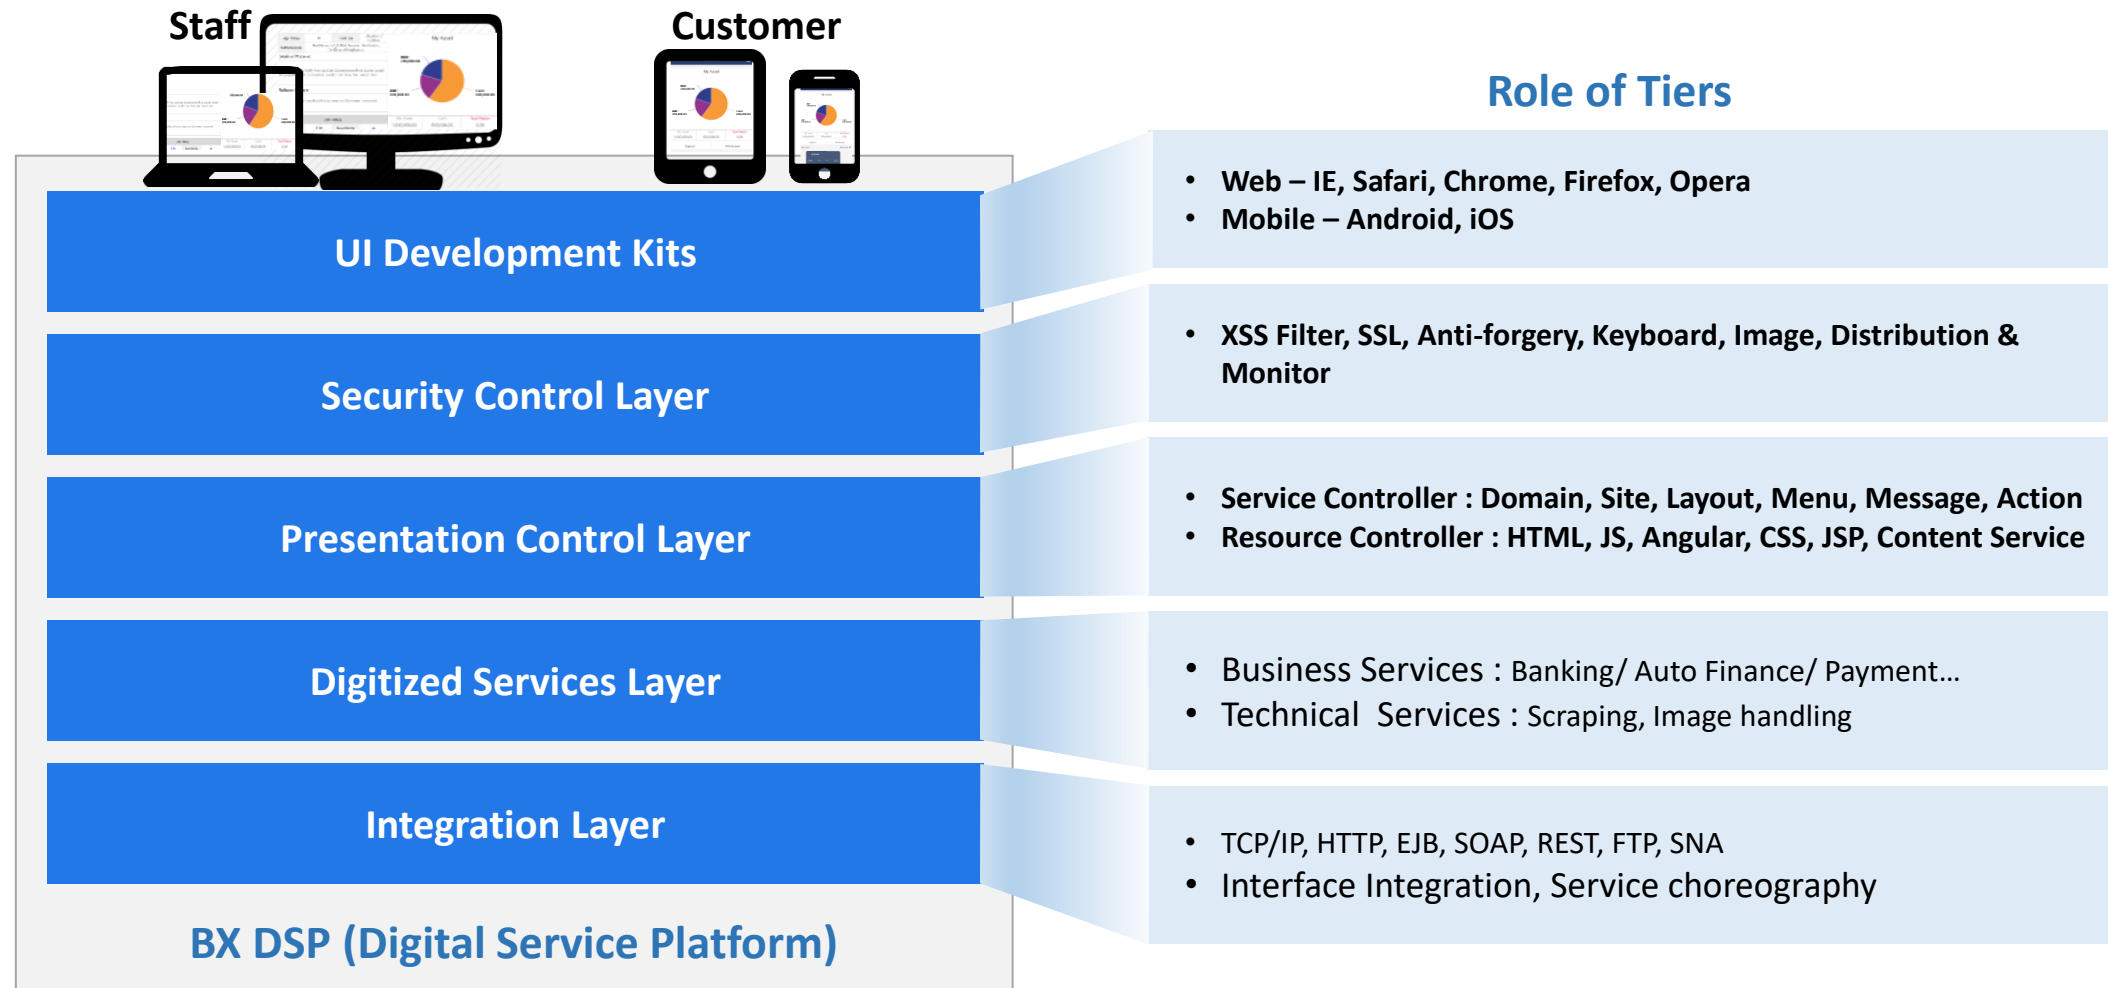 Staff
Customer
My Asset
My Asset
Role of Tiers
• Web – IE, Safari, Chrome, Firefox, Opera
• Mobile – Android, iOS
UI Development Kits
• XSS Filter, SSL, Anti-forgery, Keyboard, Image, Distribution &
Monitor
Security Control Layer
• Service Controller : Domain, Site, Layout, Menu, Message, Action
• Resource Controller : HTML, JS, Angular, CSS, JSP, Content Service
Presentation Control Layer
• Business Services : Banking/ Auto Finance/ Payment...
• Technical  Services : Scraping, Image handling
Digitized Services Layer
• TCP/IP, HTTP, EJB, SOAP, REST, FTP, SNA
• Interface Integration, Service choreography
Integration Layer
BX DSP (Digital Service Platform)